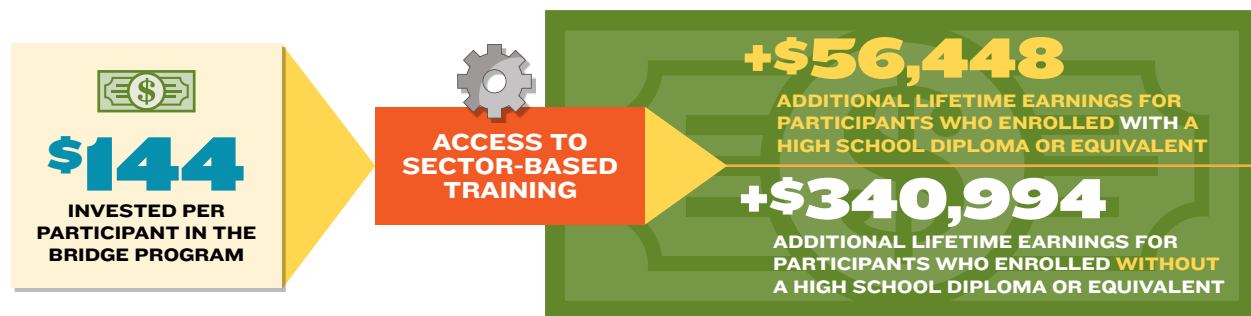 $
$144
INVESTED PER
PARTICIPANT IN THE
BRIDGE PROGRAM
ACCESS TO
SECTOR-BASED
TRAINING
+$56,448
ADDITIONAL LIFETIME EARNINGS FOR
PARTICIPANTS WHO ENROLLED WITH A
HIGH SCHOOL DIPLOMA OR EQUIVALENT
+$340,994
ADDITIONAL LIFETIME EARNINGS FOR
PARTICIPANTS WHO ENROLLED WITHOUT
A HIGH SCHOOL DIPLOMA OR EQUIVALENT